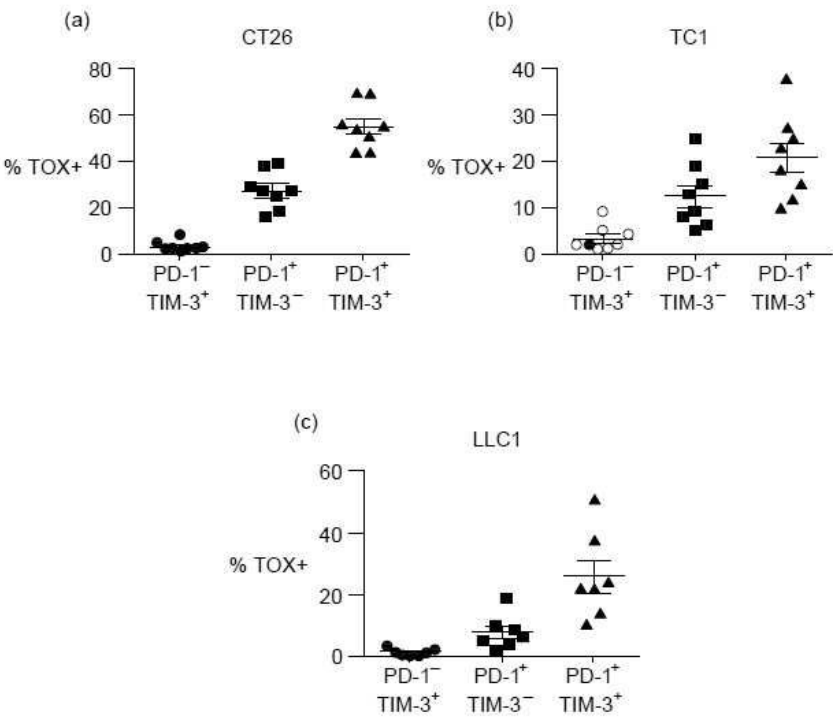 (a)
CT26
80
60
% TOX+
40
20
0
PD-1⁻ PD-1⁺ PD-1⁺
TIM-3⁺ TIM-3⁻ TIM-3⁺
(b)
TC1
40
30
% TOX+
20
10
0
PD-1⁻ PD-1⁺ PD-1⁺
TIM-3⁺ TIM-3⁻ TIM-3⁺
(c)
LLC1
60
40
% TOX+
20
0
PD-1⁻ PD-1⁺ PD-1⁺
TIM-3⁺ TIM-3⁻ TIM-3⁺